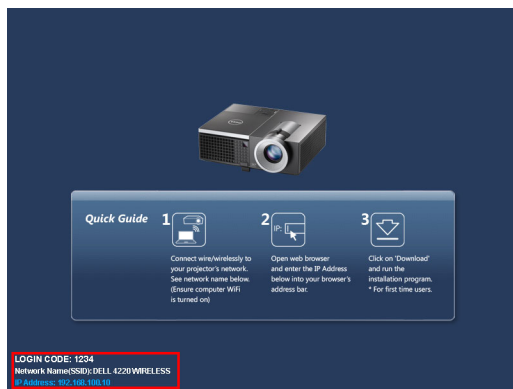 Quick Guide
1
Connect wire/wirelessly to
your projector's network.
See network name below.
(Ensure computer WiFi
is turned on)
2
IP:
Open web browser
and enter the IP Address
below into your browser's
address bar.
3
Click on 'Download'
and run the
installation program.
* For first time users.
LOGIN CODE: 1234
Network Name(SSID): DELL 4220 WIRELESS
IP Address: 192.168.100.10